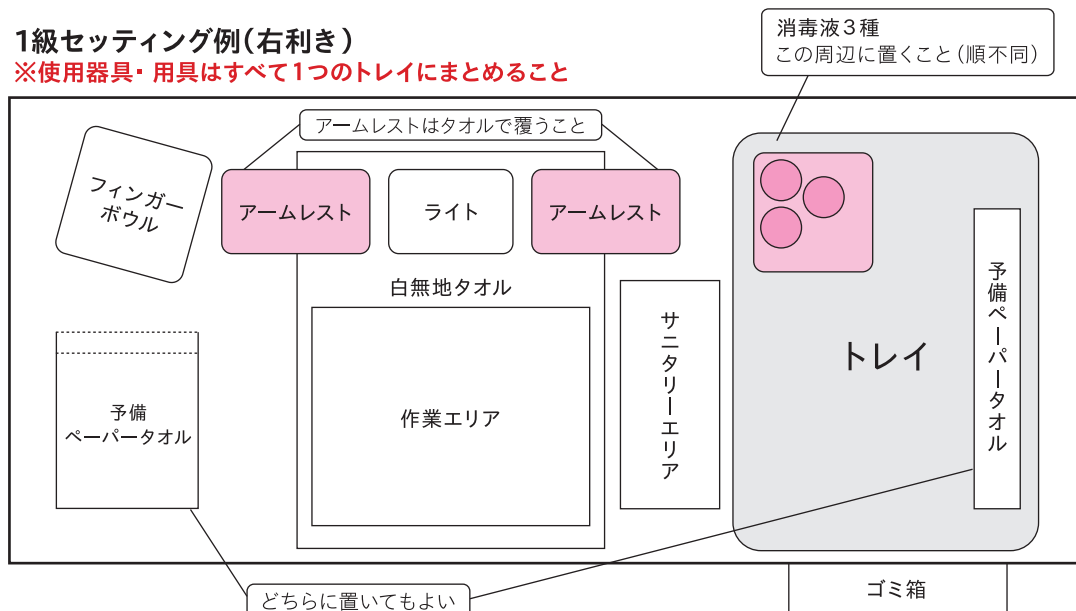 1級セッティング例(右利き)
※使用器具・用具はすべて1つのトレイにまとめること
消毒液3種
この周辺に置くこと(順不同)
アームレストはタオルで覆うこと
フィンガー
ボウル
アームレスト
ライト
アームレスト
白無地タオル
予備
ペーパータオル
作業エリア
サニタリーエリア
トレイ
予備ペーパータオル
どちらに置いてもよい
ゴミ箱